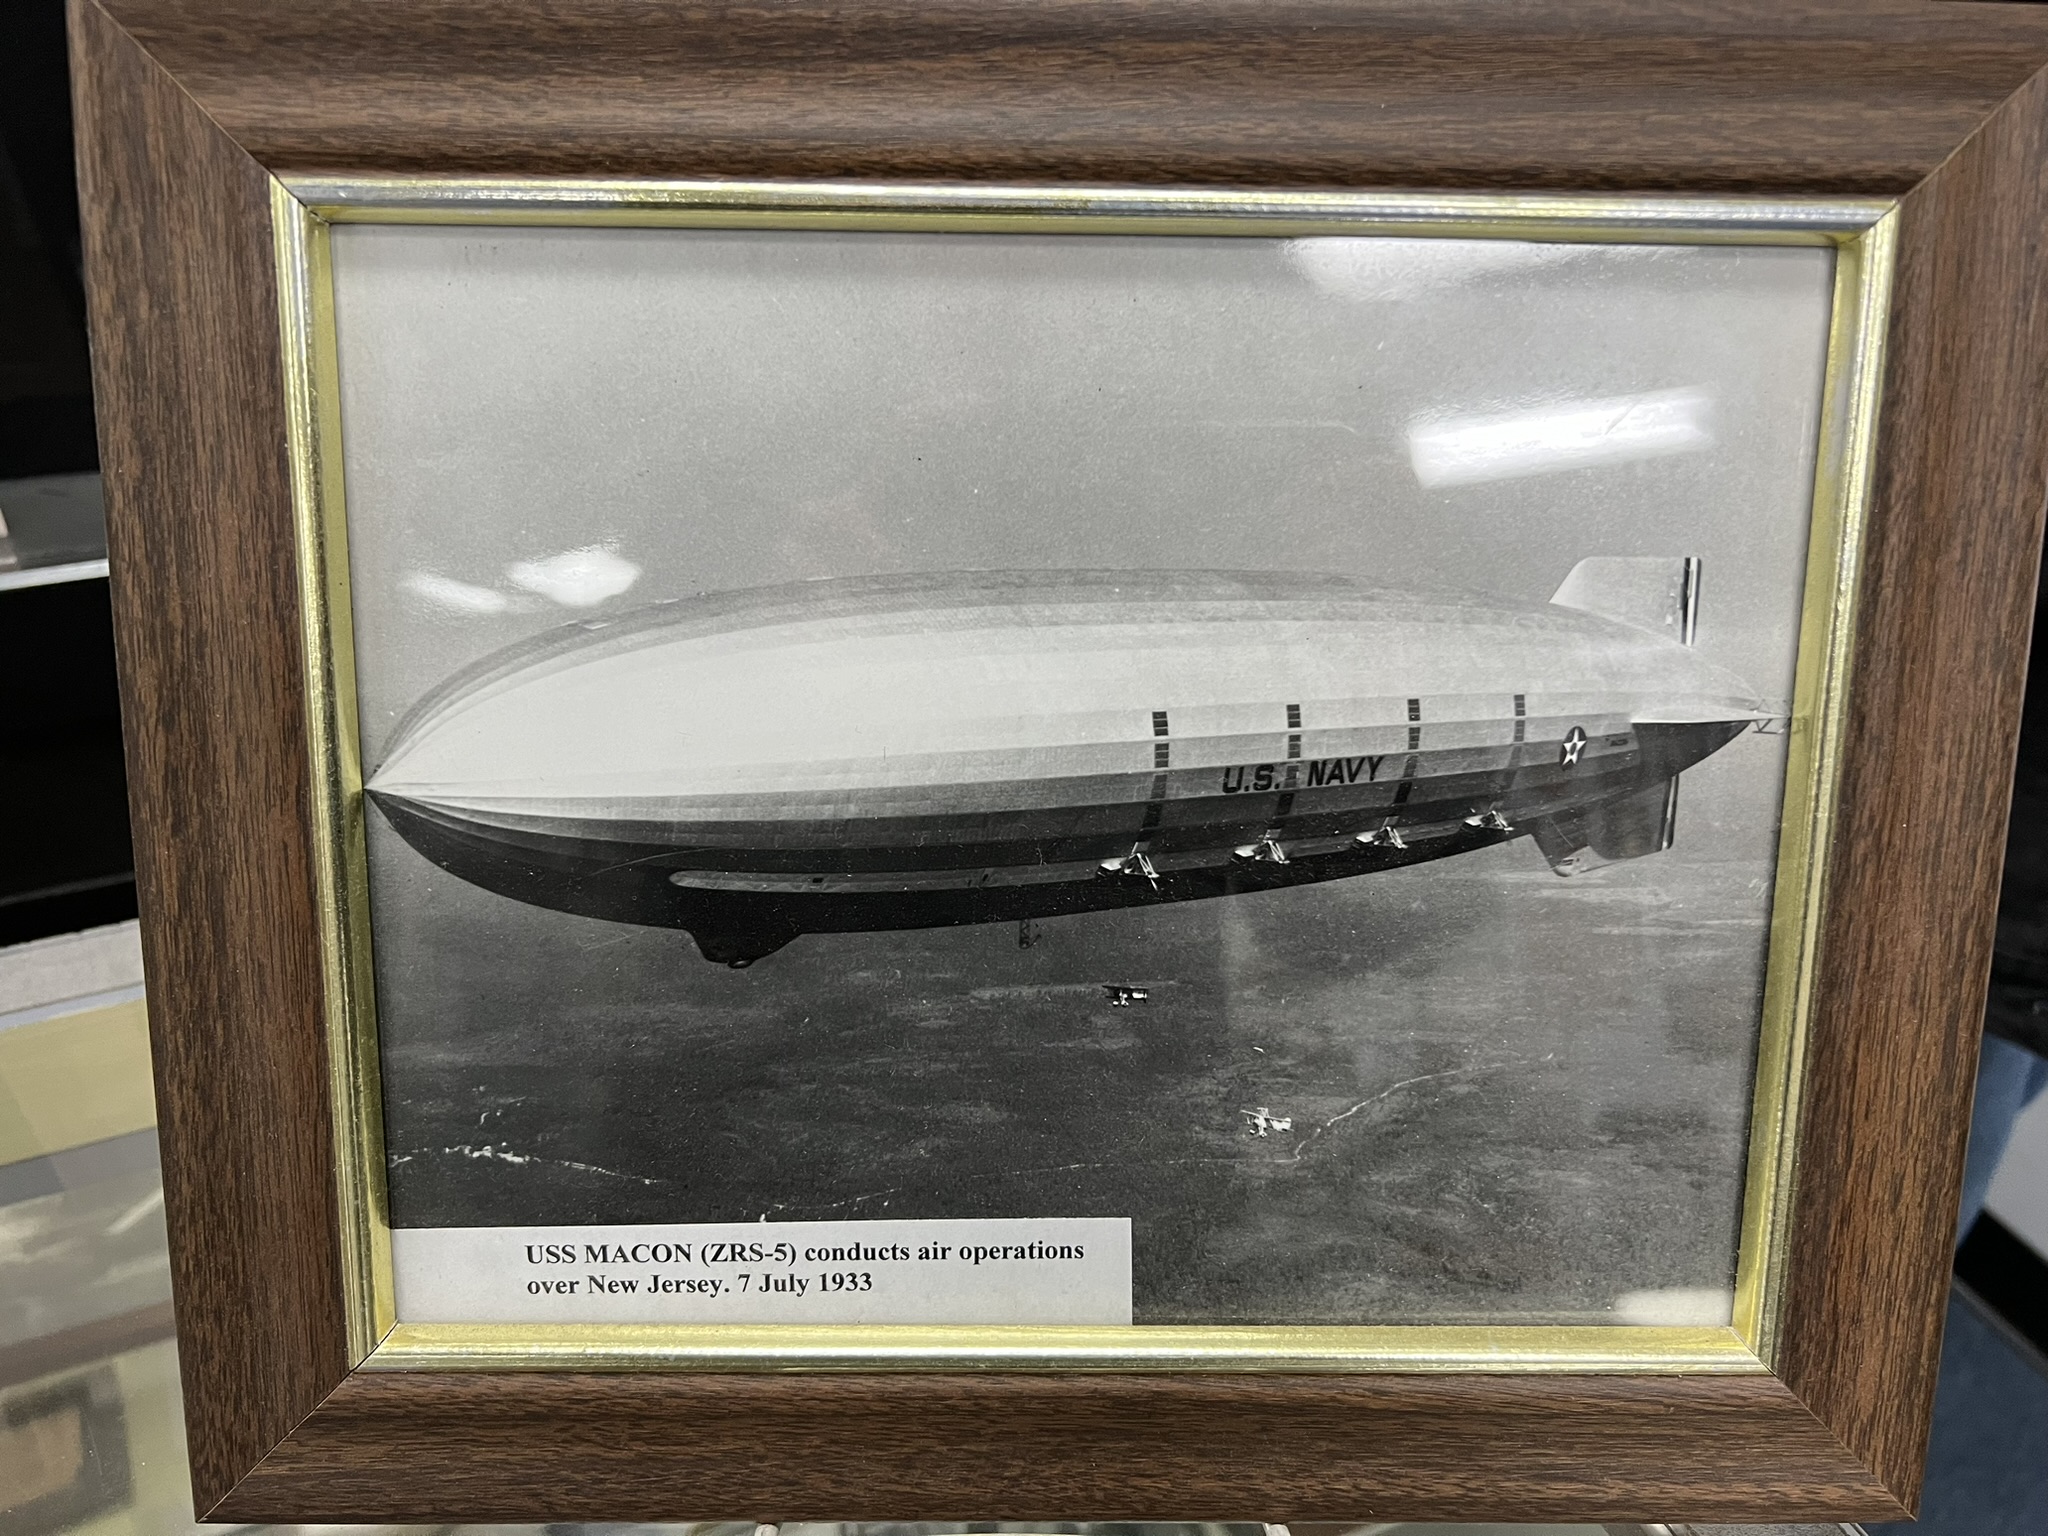 U.S. NAVY
USS MACON (ZRS-5) conducts air operations
over New Jersey. 7 July 1933